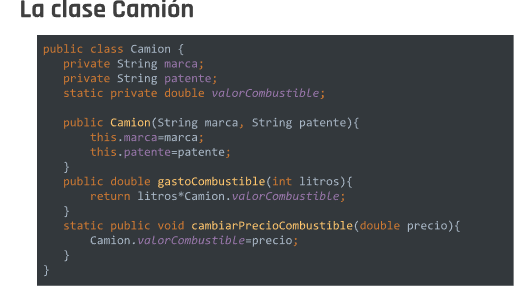 La clase Camión
public class Camion {
private String marca;
private String patente;
static private double valorCombustible;
public Camion(String marca, String patente){
this.marca=marca;
this.patente=patente;
}
public double gastoCombustible(int litros){
return litros*Camion.valorCombustible;
}
static public void cambiarPrecioCombustible(double precio){
Camion.valorCombustible=precio;
}
}